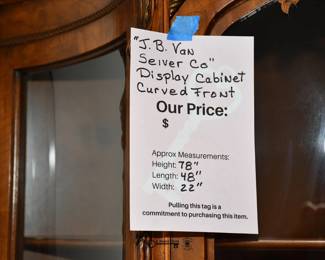 "J.B. Van
Seiver Co"
Display Cabinet
Curved Front
Our Price:
$
Approx Measurements:
Height: 78"
Length: 48"
Width: 22"
Pulling this tag is a
commitment to purchasing this item.